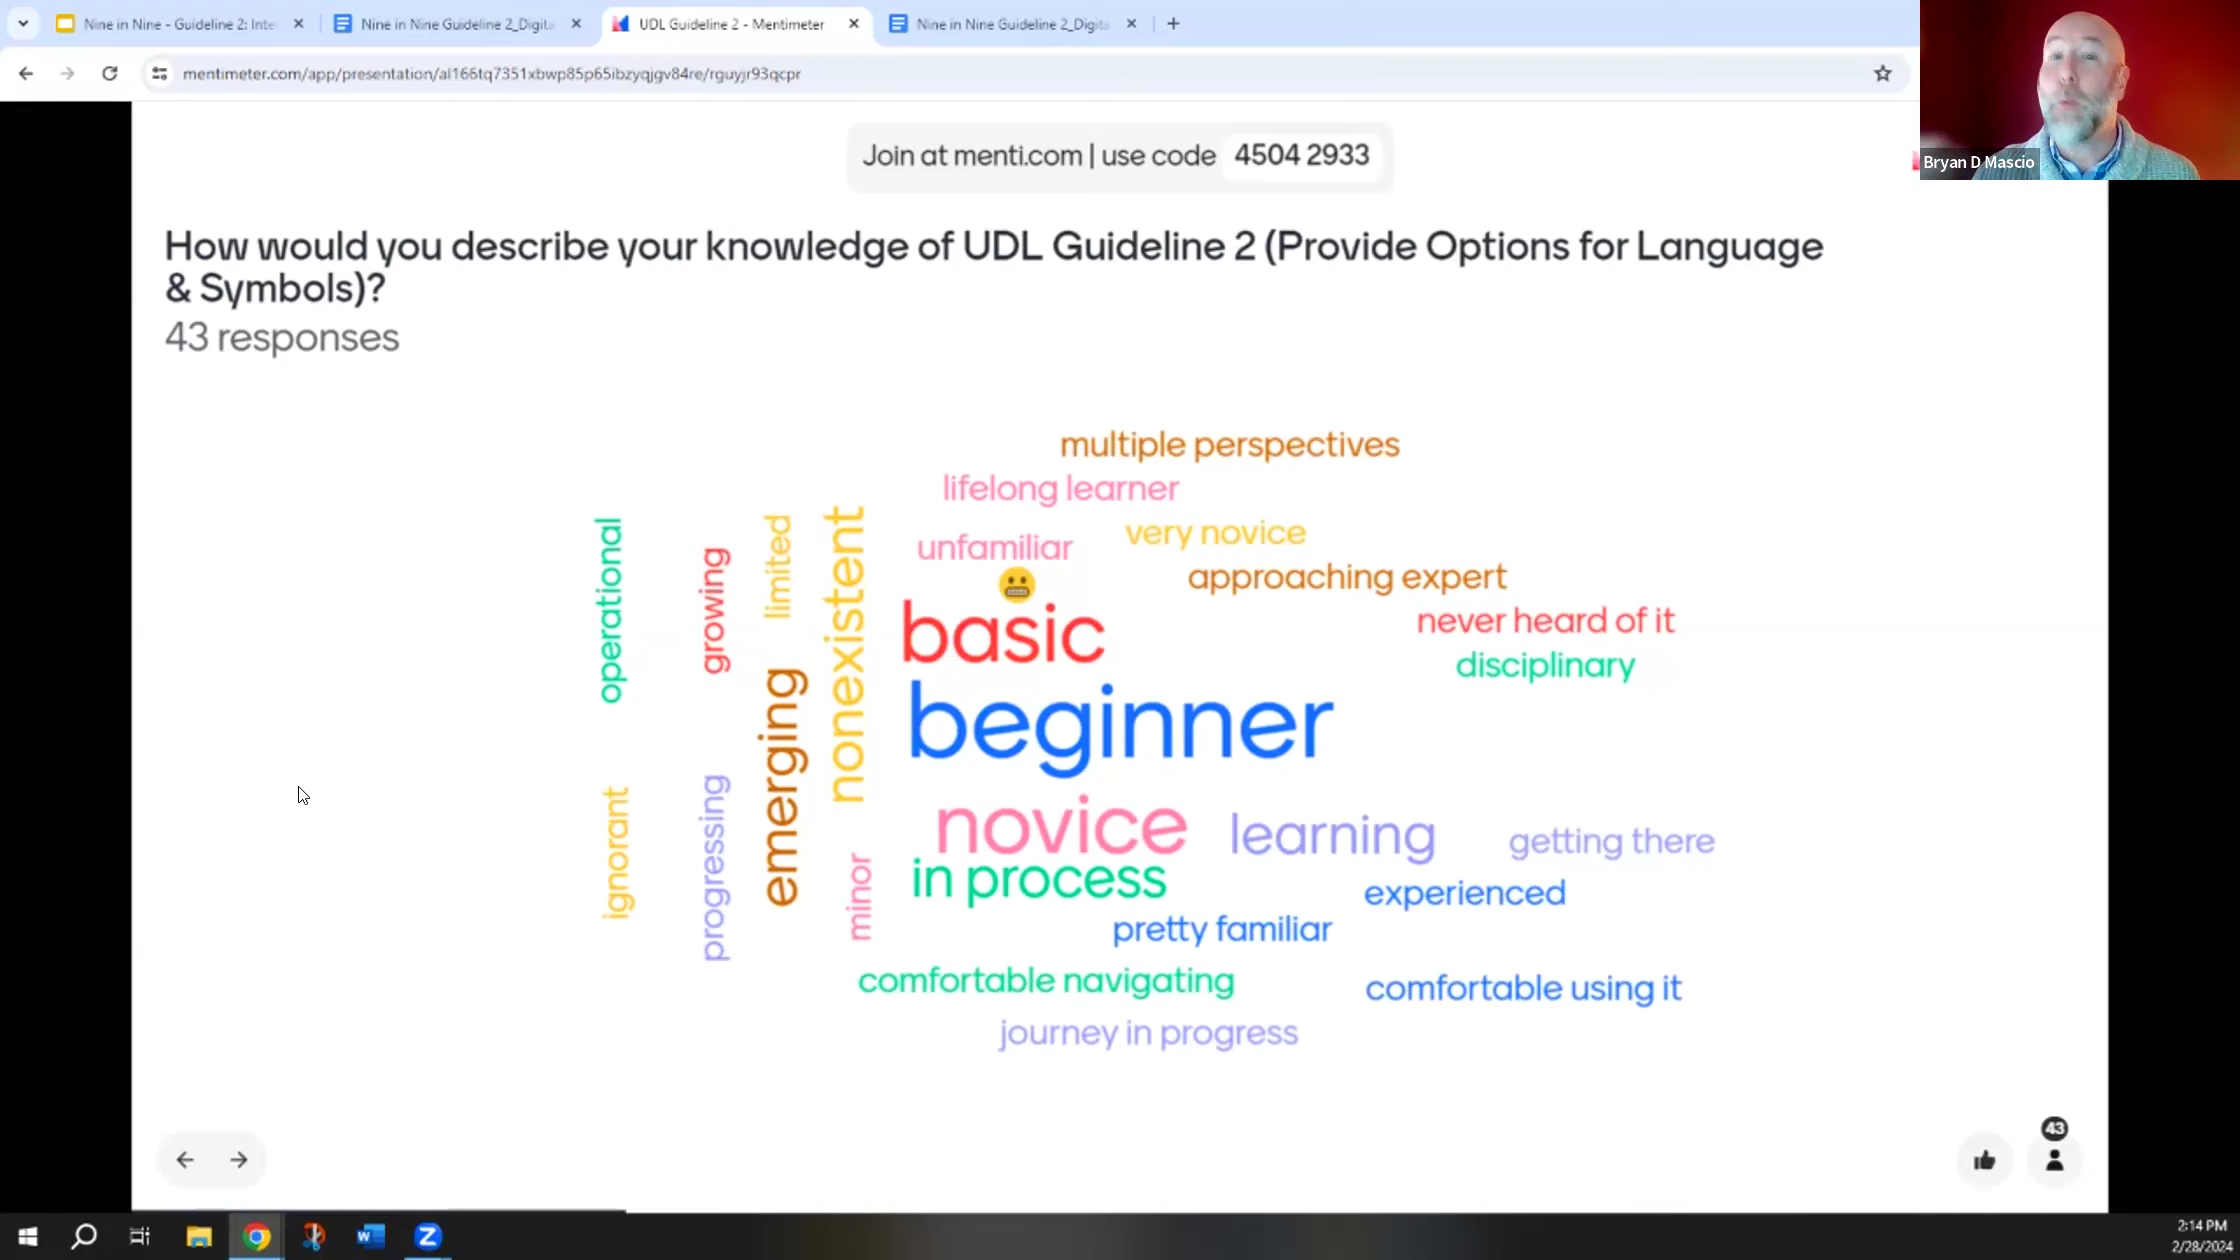 Nine in Nine - Guideline 2: Inte
Nine in Nine Guideline 2_Digita
UDL Guideline 2 - Mentimeter
Nine in Nine Guideline 2_Digita
mentimeter.com/app/presentation/al166tq7351xbwp85p65ibzyqjgv84re/rguyjr93qcpr
Bryan D Mascio
Join at menti.com | use code 4504 2933
How would you describe your knowledge of UDL Guideline 2 (Provide Options for Language
& Symbols)?
43 responses
multiple perspectives
lifelong learner
unfamiliar
very novice
approaching expert
never heard of it
disciplinary
operational
growing
limited
nonexistent
basic
beginner
emerging
novice
learning
getting there
in process
experienced
ignorant
progressing
minor
pretty familiar
comfortable navigating
comfortable using it
journey in progress
43
2:14 PM
2/28/2024